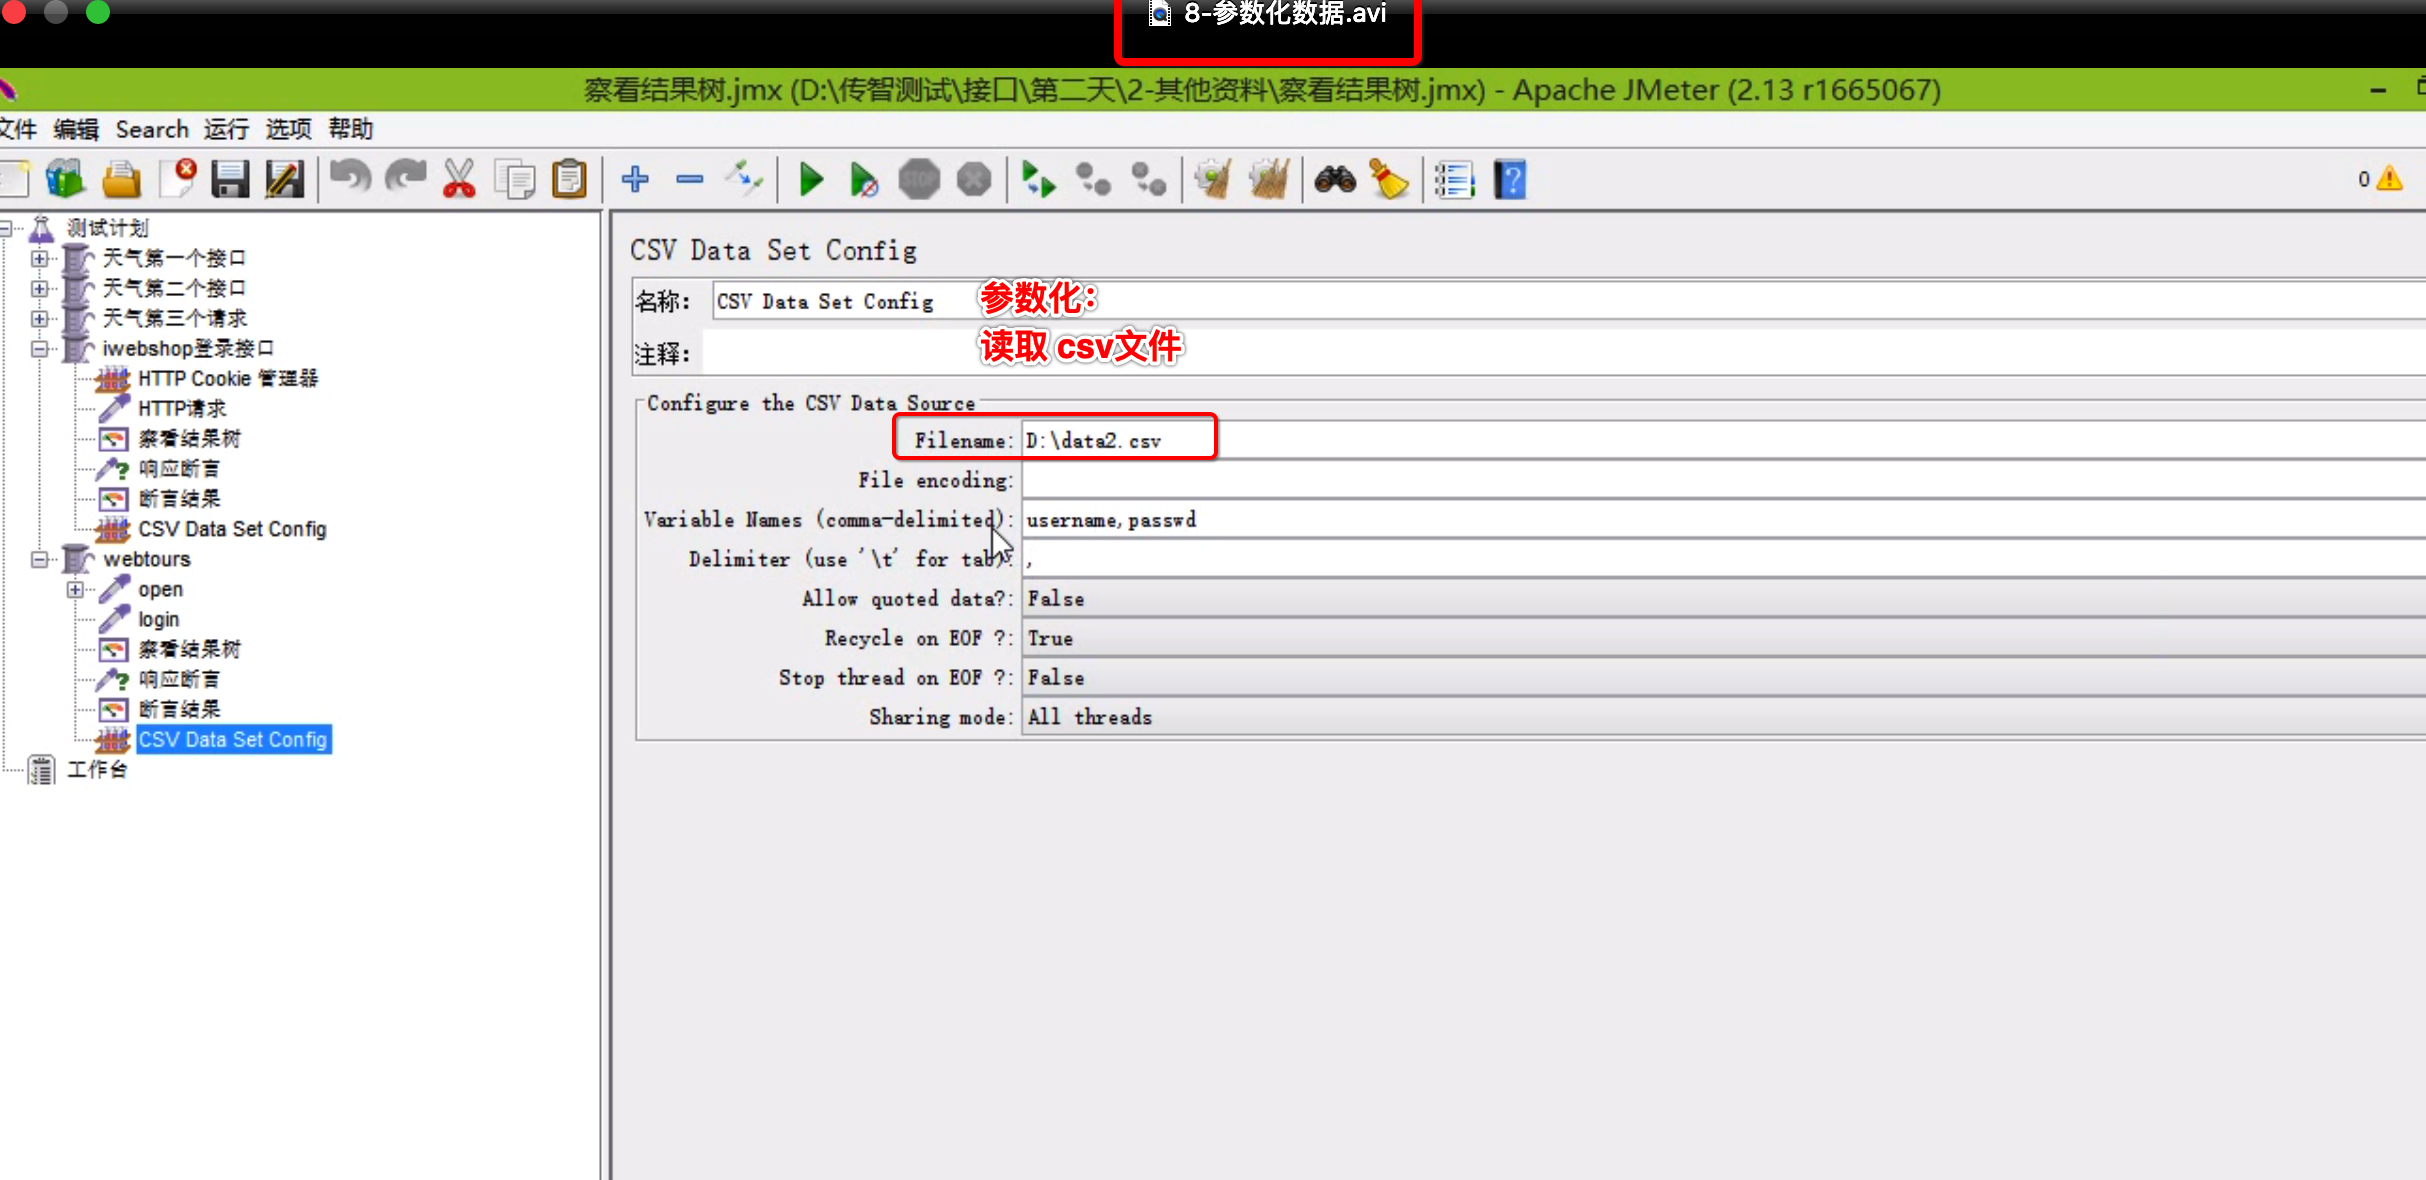 8-参数化数据.avi
察看结果树.jmx (D:\传智测试\接口\第二天\2-其他资料\察看结果树.jmx) - Apache JMeter (2.13 r1665067)
文件 编辑 Search 运行 选项 帮助
STOP
0
测试计划
天气第一个接口
天气第二个接口
天气第三个请求
iwebshop登录接口
HTTP Cookie 管理器
HTTP请求
察看结果树
响应断言
断言结果
CSV Data Set Config
webtours
open
login
察看结果树
响应断言
断言结果
CSV Data Set Config
工作台
CSV Data Set Config
名称: CSV Data Set Config
参数化:
注释:
读取 csv文件
Configure the CSV Data Source
Filename: D:\data2.csv
File encoding:
Variable Names (comma-delimited): username,passwd
Delimiter (use '\t' for tab): ,
Allow quoted data?: False
Recycle on EOF ?: True
Stop thread on EOF ?: False
Sharing mode: All threads